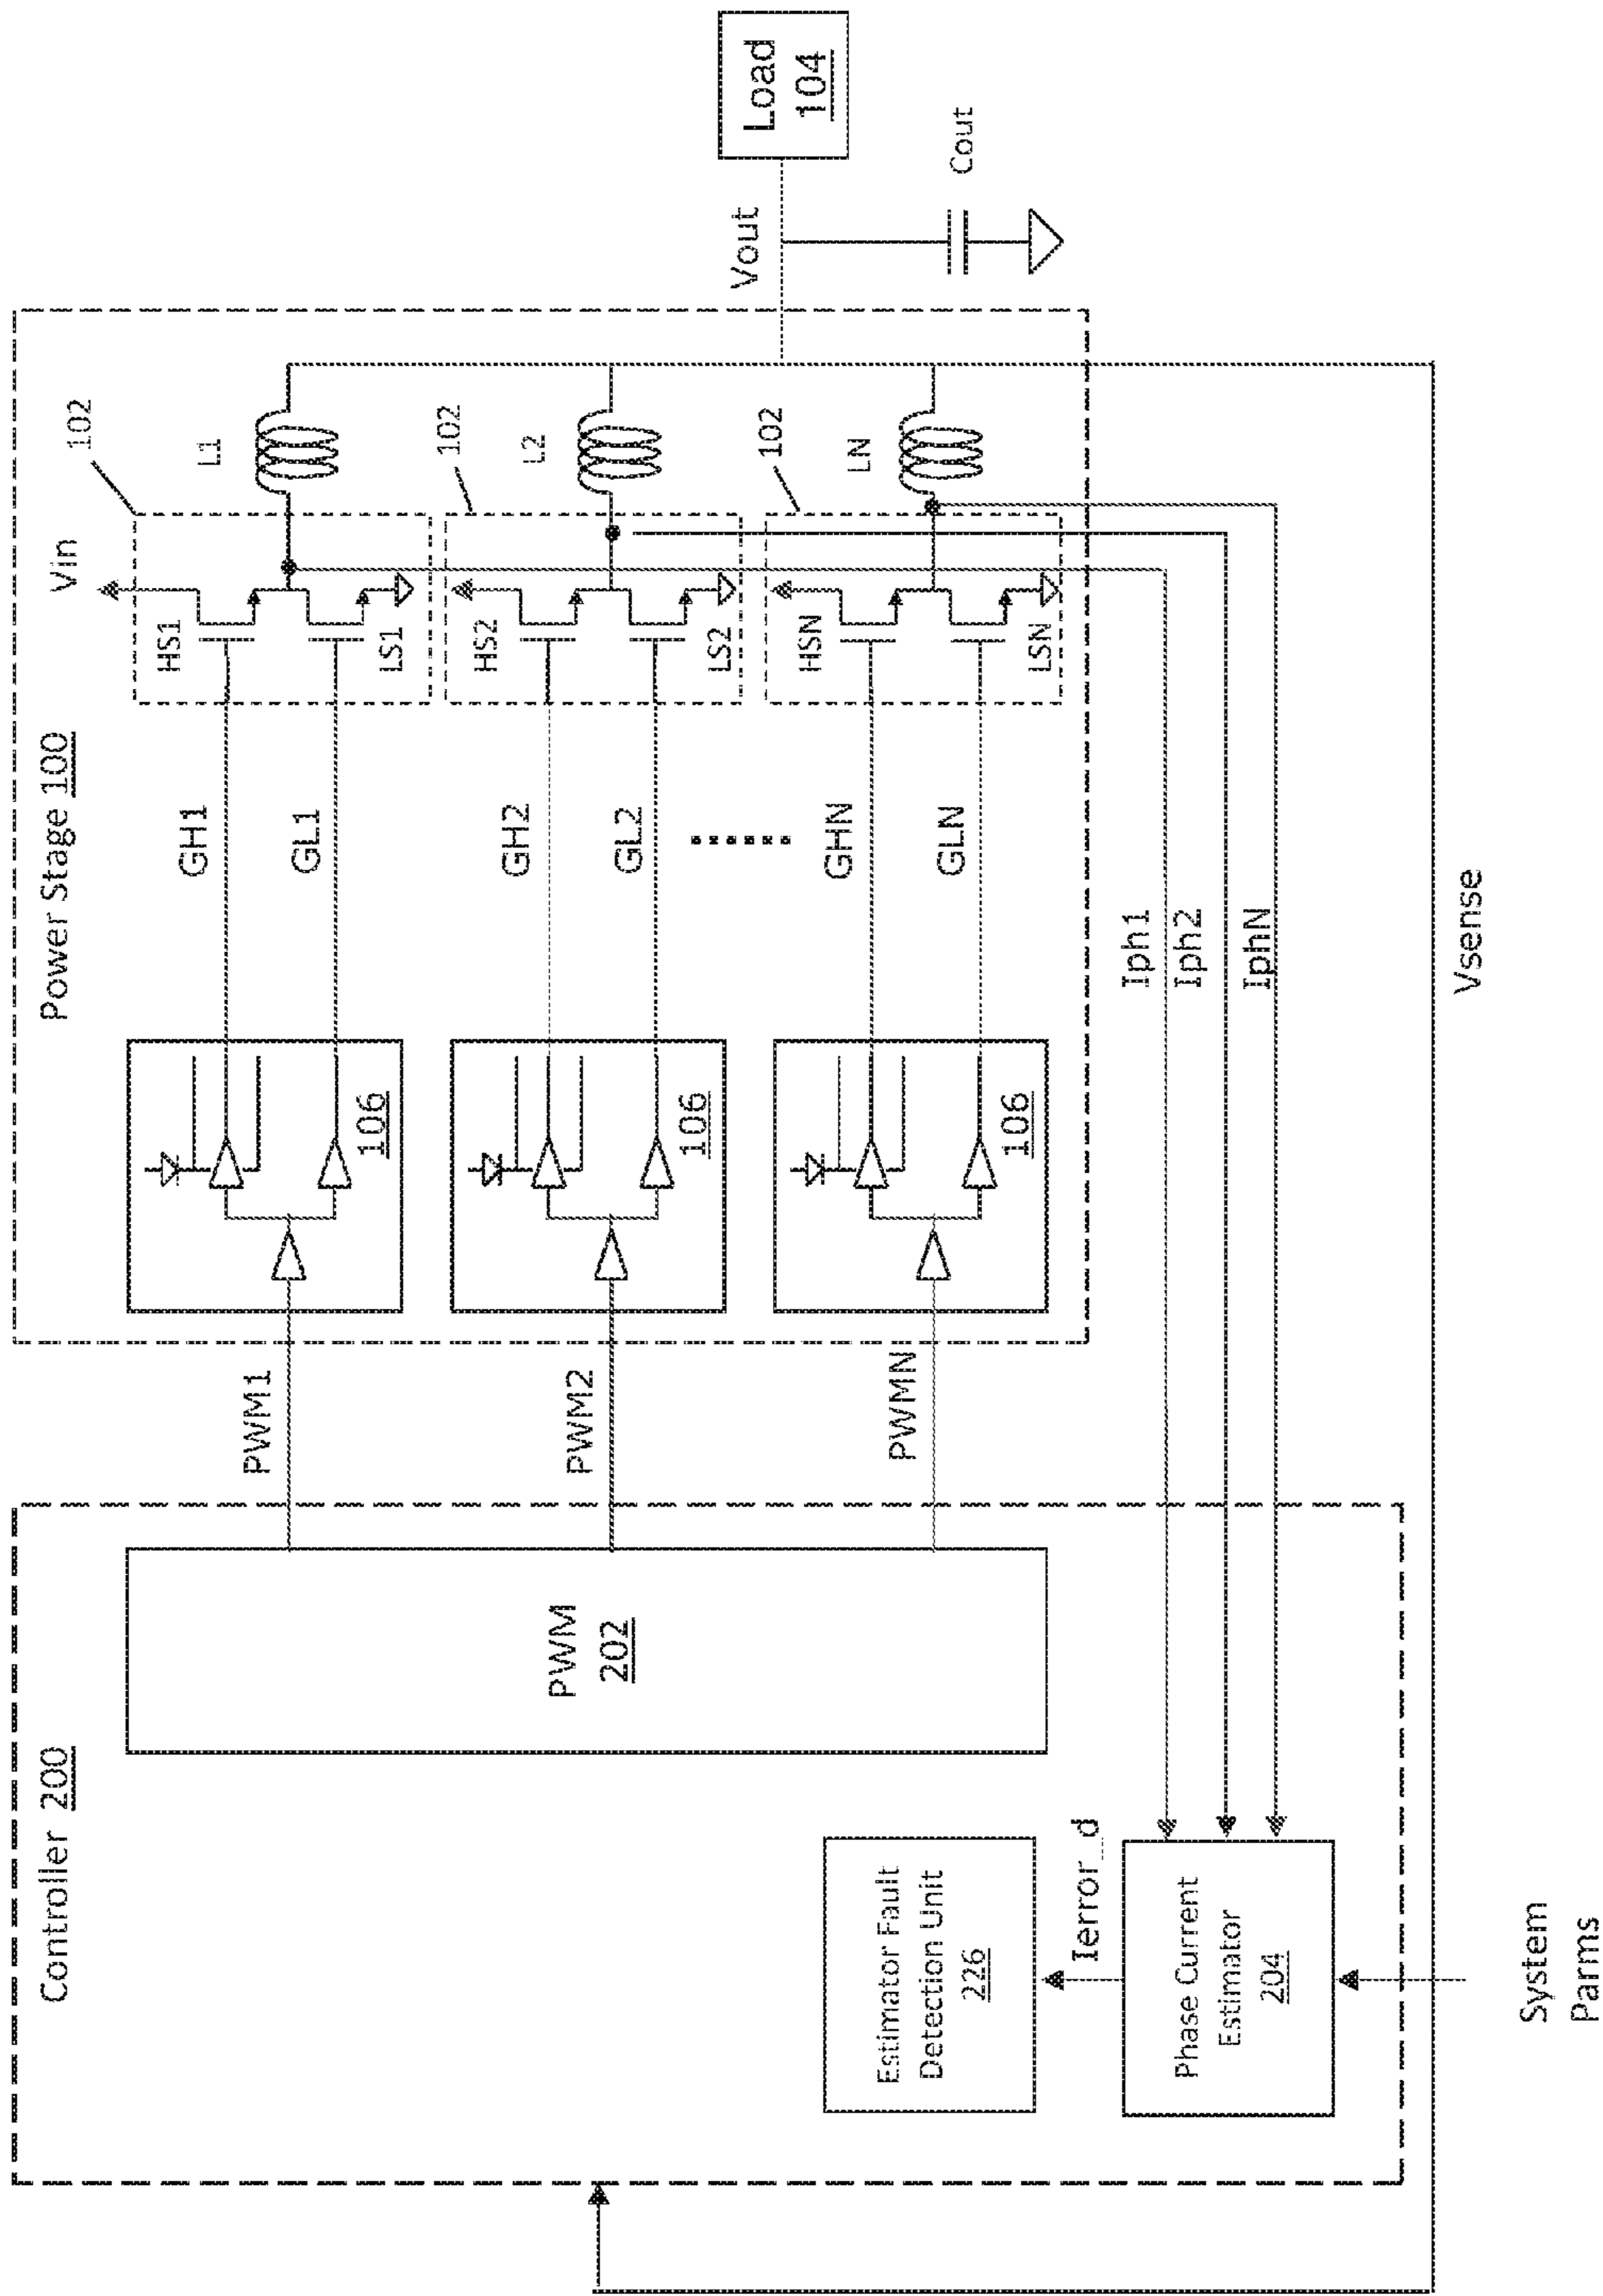 Controller 200
PWM
202
Estimator Fault
Detection Unit
226
Ierror_d
Phase Current
Estimator
204
System
Parms
PWM1
PWM2
PWMN
Power Stage 100
106
106
106
GH1
GL1
GH2
GL2
GHN
GLN
Iph1
Iph2
IphN
Vsense
Vin
102
HS1
LS1
L1
102
HS2
LS2
L2
102
HSN
LSN
LN
Vout
Cout
Load
104